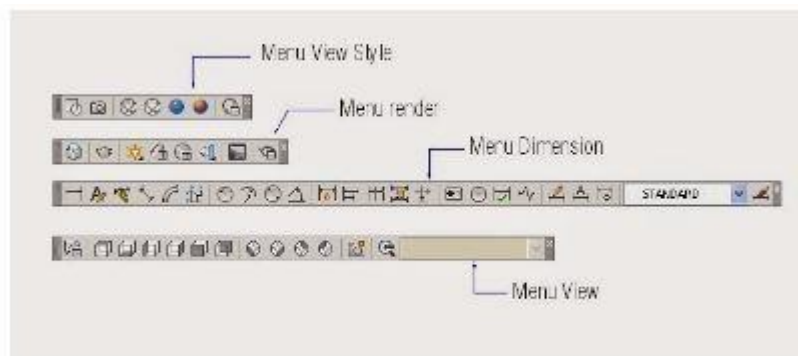 Menu View Style
Menu render
Menu Dimension
STANDARD
Menu View